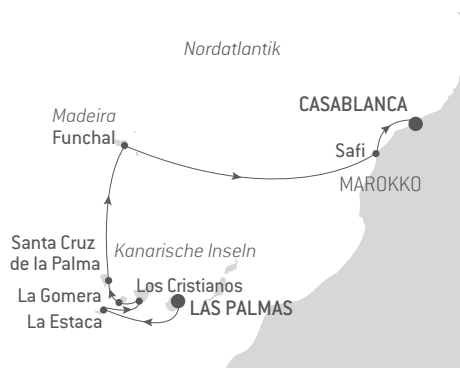 Nordatlantik
CASABLANCA
Madeira
Funchal
Safi
MAROKKO
Santa Cruz
de la Palma
Kanarische Inseln
La Gomera
Los Cristianos
LAS PALMAS
La Estaca